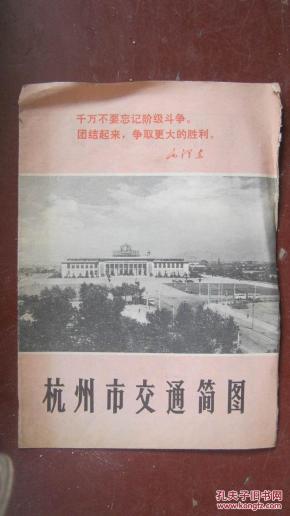 千万不要忘记阶级斗争。
团结起来，争取更大的胜利。
毛泽东
杭州市交通简图
孔夫子旧书网